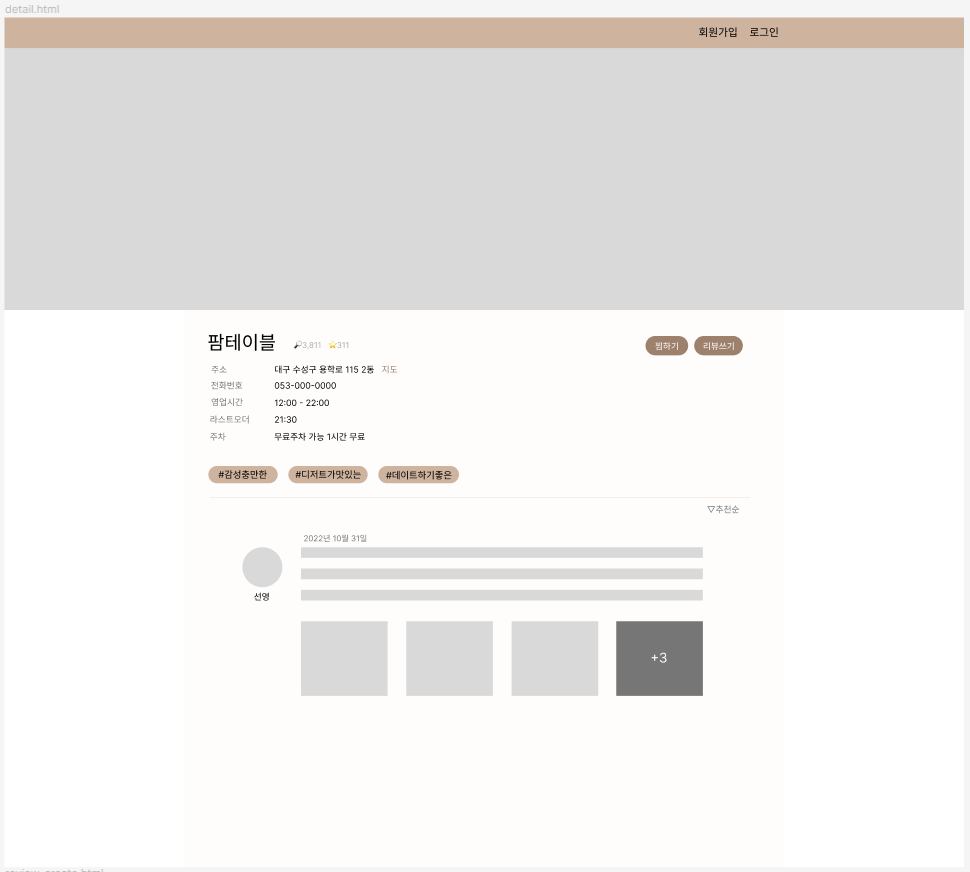 detail.html
회원가입 로그인
팜테이블 3,811 311
찜하기 리뷰쓰기
주소 대구 수성구 용학로 115 2동 지도
전화번호 053-000-0000
영업시간 12:00 - 22:00
라스트오더 21:30
주차 무료주차 가능 1시간 무료
#감성충만한 #디저트가맛있는 #데이트하기좋은
▽추천순
2022년 10월 31일
선영
+3